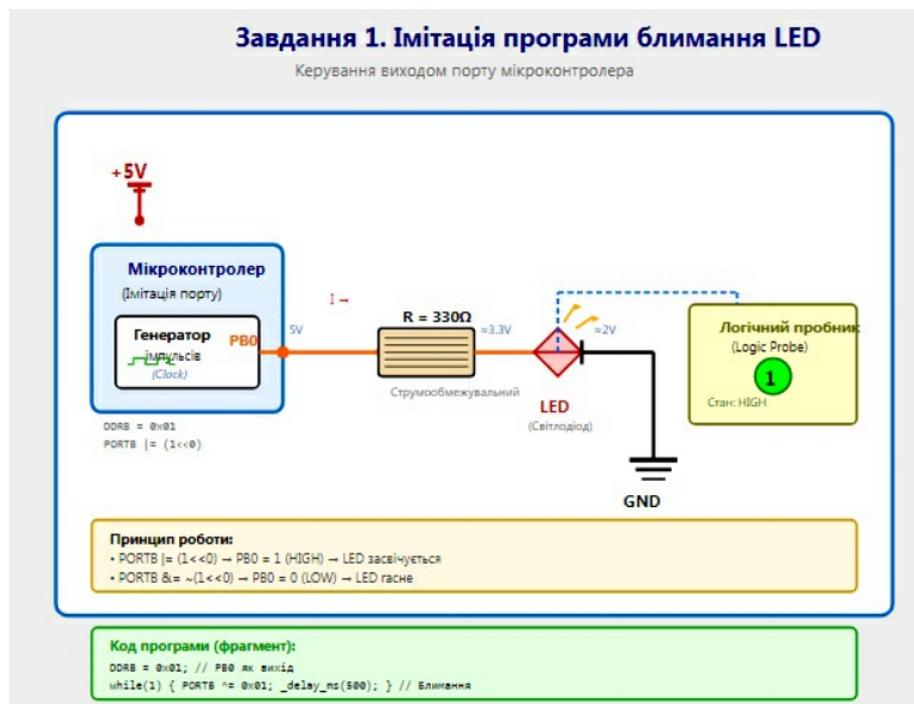 Завдання 1. Імітація програми блимання LED
Керування виходом порту мікроконтролера
+5V
Мікроконтролер
(Імітація порту)
Генератор
імпульсів
(Clock)
PB0
5V
I →
R = 330Ω
≈3.3V
Струмообмежувальний
≈2V
LED
(Світлодіод)
Логічний пробник
(Logic Probe)
1
Стан: HIGH
DDRB = 0x01
PORTB |= (1<<0)
GND
Принцип роботи:
• PORTB |= (1<<0) → PB0 = 1 (HIGH) → LED засвічується
• PORTB &= ~(1<<0) → PB0 = 0 (LOW) → LED гасне
Код програми (фрагмент):
DDRB = 0x01; // PB0 як вихід
while(1) { PORTB ^= 0x01; _delay_ms(500); } // Блимання